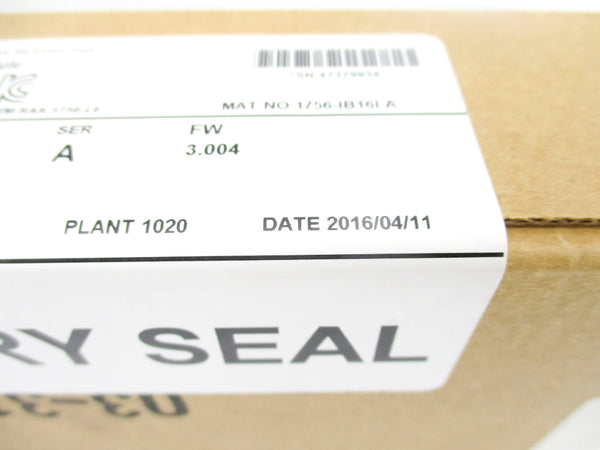 SN 47379834
MAT NO 1756-IB16I A
SER FW
A 3.004
PLANT 1020 DATE 2016/04/11
RY SEAL